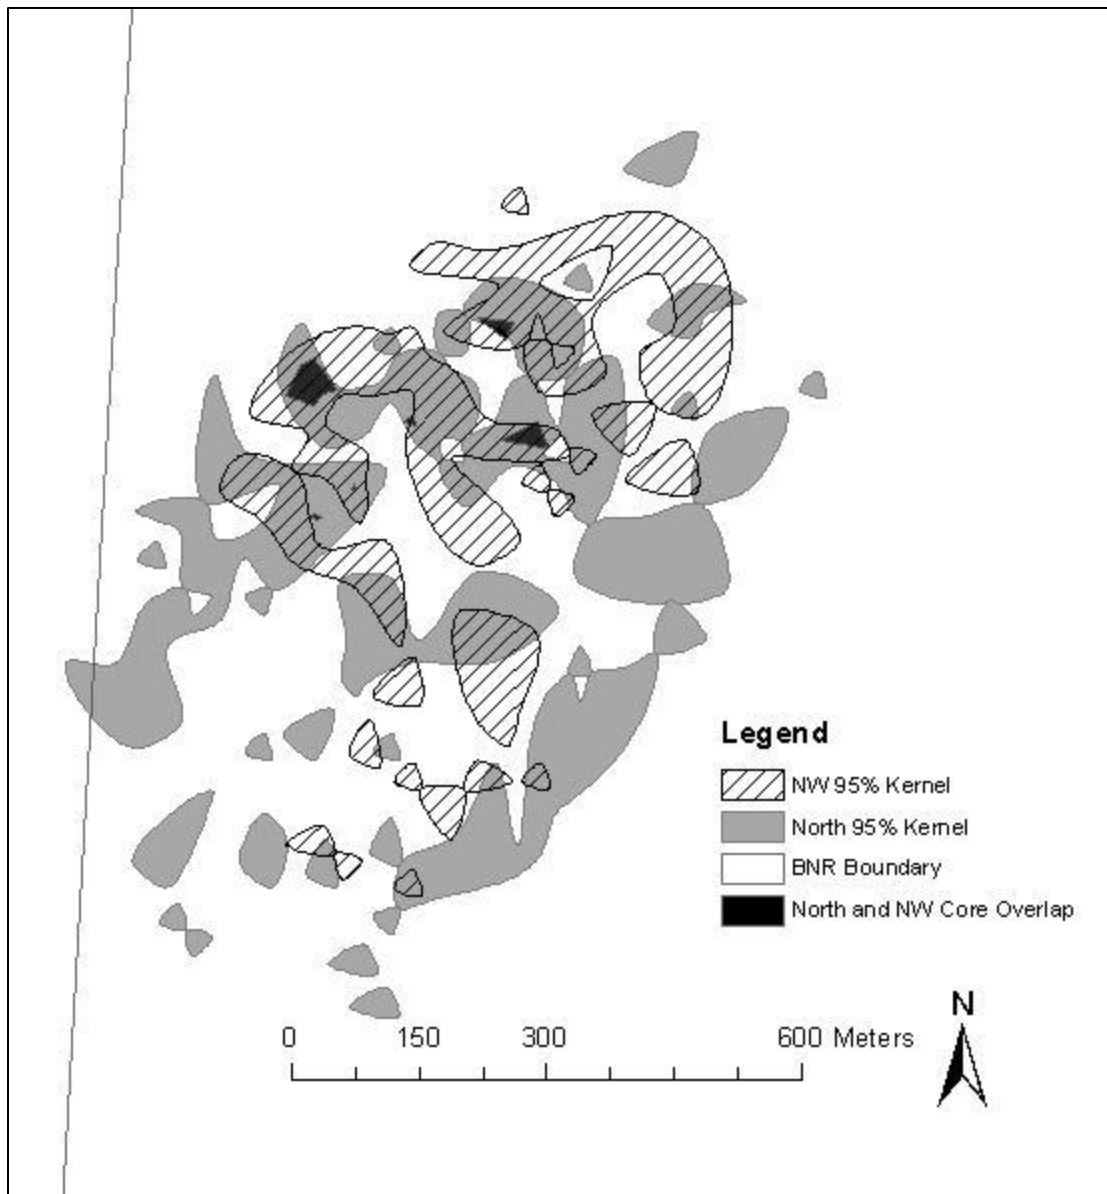 Legend
NW 95% Kernel
North 95% Kernel
BNR Boundary
North and NW Core Overlap
N
0 150 300 600 Meters